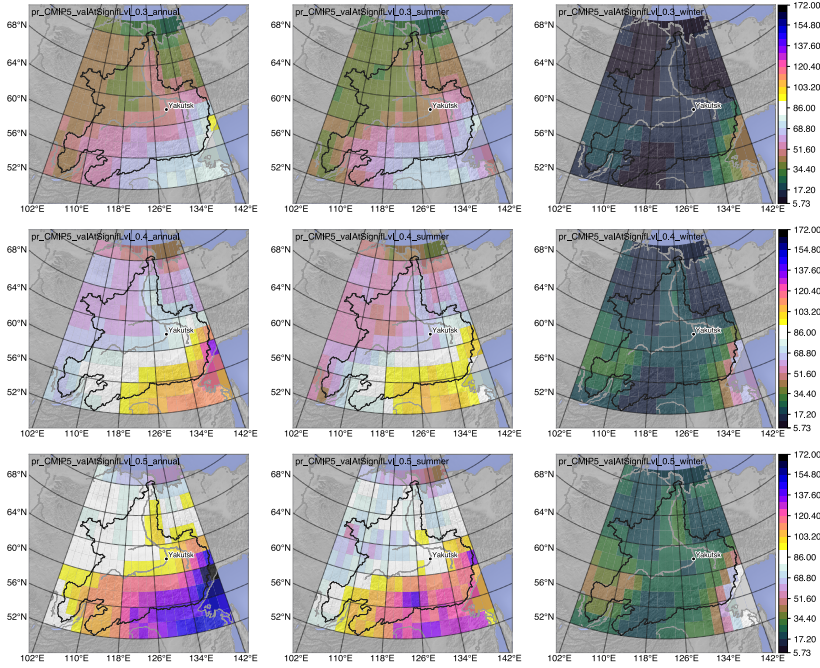 pr_CMIP5_valAtSignifLvl_0.3_annual
68°N
64°N
60°N
56°N
52°N
Yakutsk
102°E 110°E 118°E 126°E 134°E 142°E
pr_CMIP5_valAtSignifLvl_0.3_summer
68°N
64°N
60°N
56°N
52°N
Yakutsk
102°E 110°E 118°E 126°E 134°E 142°E
pr_CMIP5_valAtSignifLvl_0.3_winter
68°N
64°N
60°N
56°N
52°N
Yakutsk
102°E 110°E 118°E 126°E 134°E 142°E
172.00
154.80
137.60
120.40
103.20
86.00
68.80
51.60
34.40
17.20
5.73
pr_CMIP5_valAtSignifLvl_0.4_annual
68°N
64°N
60°N
56°N
52°N
Yakutsk
102°E 110°E 118°E 126°E 134°E 142°E
pr_CMIP5_valAtSignifLvl_0.4_summer
68°N
64°N
60°N
56°N
52°N
Yakutsk
102°E 110°E 118°E 126°E 134°E 142°E
pr_CMIP5_valAtSignifLvl_0.4_winter
68°N
64°N
60°N
56°N
52°N
Yakutsk
102°E 110°E 118°E 126°E 134°E 142°E
172.00
154.80
137.60
120.40
103.20
86.00
68.80
51.60
34.40
17.20
5.73
pr_CMIP5_valAtSignifLvl_0.5_annual
68°N
64°N
60°N
56°N
52°N
Yakutsk
102°E 110°E 118°E 126°E 134°E 142°E
pr_CMIP5_valAtSignifLvl_0.5_summer
68°N
64°N
60°N
56°N
52°N
Yakutsk
102°E 110°E 118°E 126°E 134°E 142°E
pr_CMIP5_valAtSignifLvl_0.5_winter
68°N
64°N
60°N
56°N
52°N
Yakutsk
102°E 110°E 118°E 126°E 134°E 142°E
172.00
154.80
137.60
120.40
103.20
86.00
68.80
51.60
34.40
17.20
5.73